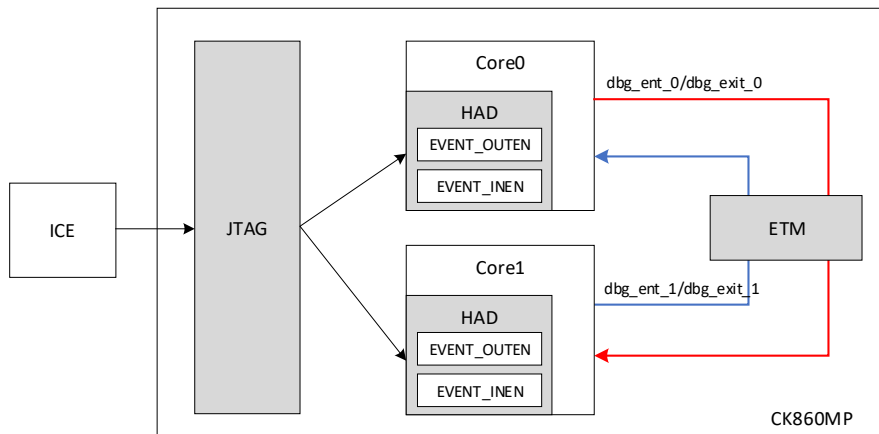 Core0
dbg_ent_0/dbg_exit_0
HAD
EVENT_OUTEN
EVENT_INEN
ICE
JTAG
ETM
Core1
dbg_ent_1/dbg_exit_1
HAD
EVENT_OUTEN
EVENT_INEN
CK860MP